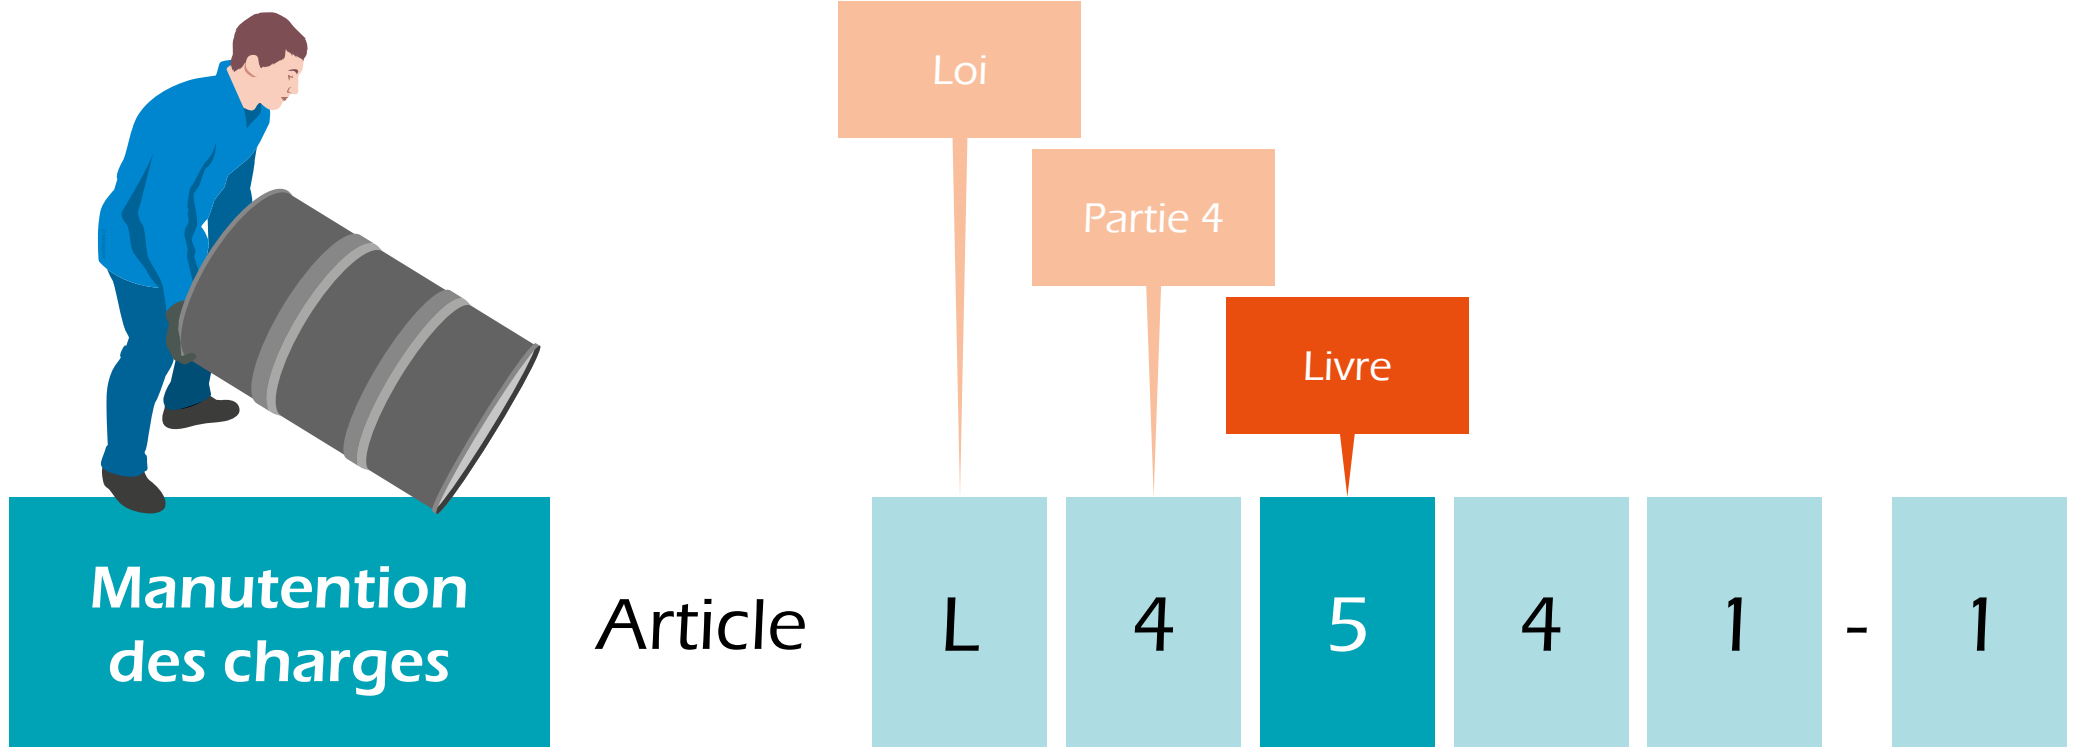 Loi
Partie 4
Livre
Manutention
des charges
Article L 4 5 4 1 - 1